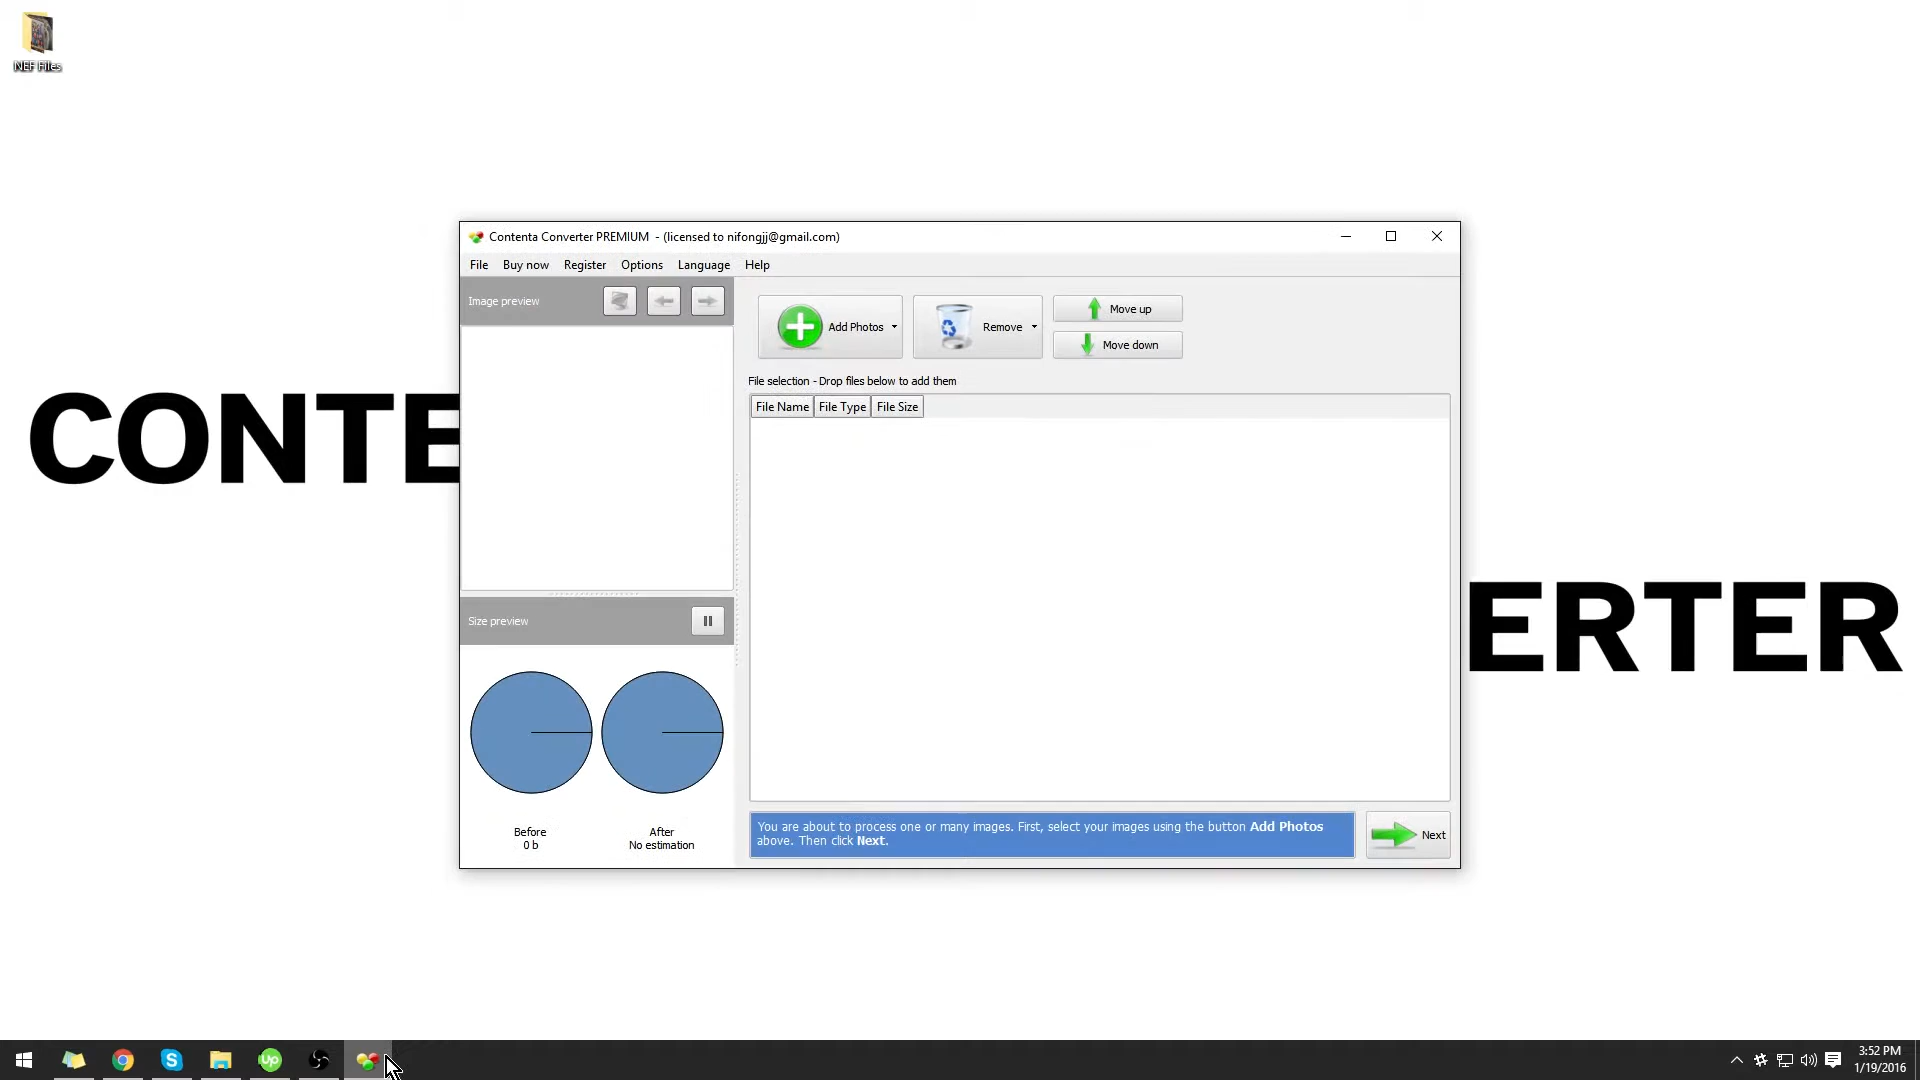 NEF Files
CONTE
ERTER
Contenta Converter PREMIUM - (licensed to nifongjj@gmail.com)
File Buy now Register Options Language Help
Image preview
Add Photos
Remove
Move up
Move down
File selection - Drop files below to add them
File Name File Type File Size
Size preview
Before
0 b
After
No estimation
You are about to process one or many images. First, select your images using the button Add Photos
above. Then click Next.
Next
S
Up
3:52 PM
1/19/2016